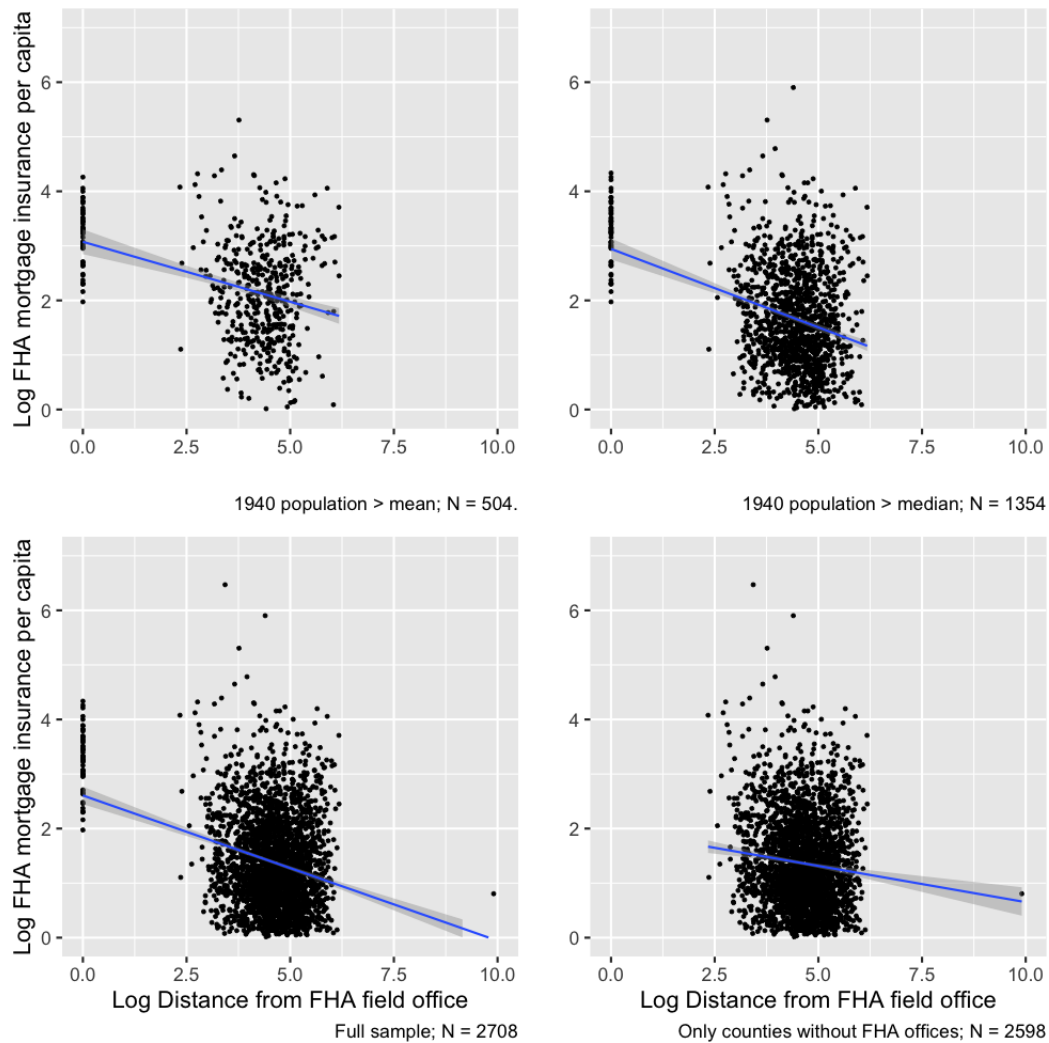 Log FHA mortgage insurance per capita
6
4
2
0
0.0 2.5 5.0 7.5 10.0
1940 population > mean; N = 504.
6
4
2
0
0.0 2.5 5.0 7.5 10.0
1940 population > median; N = 1354
Log FHA mortgage insurance per capita
6
4
2
0
0.0 2.5 5.0 7.5 10.0
Log Distance from FHA field office
Full sample; N = 2708
6
4
2
0
0.0 2.5 5.0 7.5 10.0
Log Distance from FHA field office
Only counties without FHA offices; N = 2598